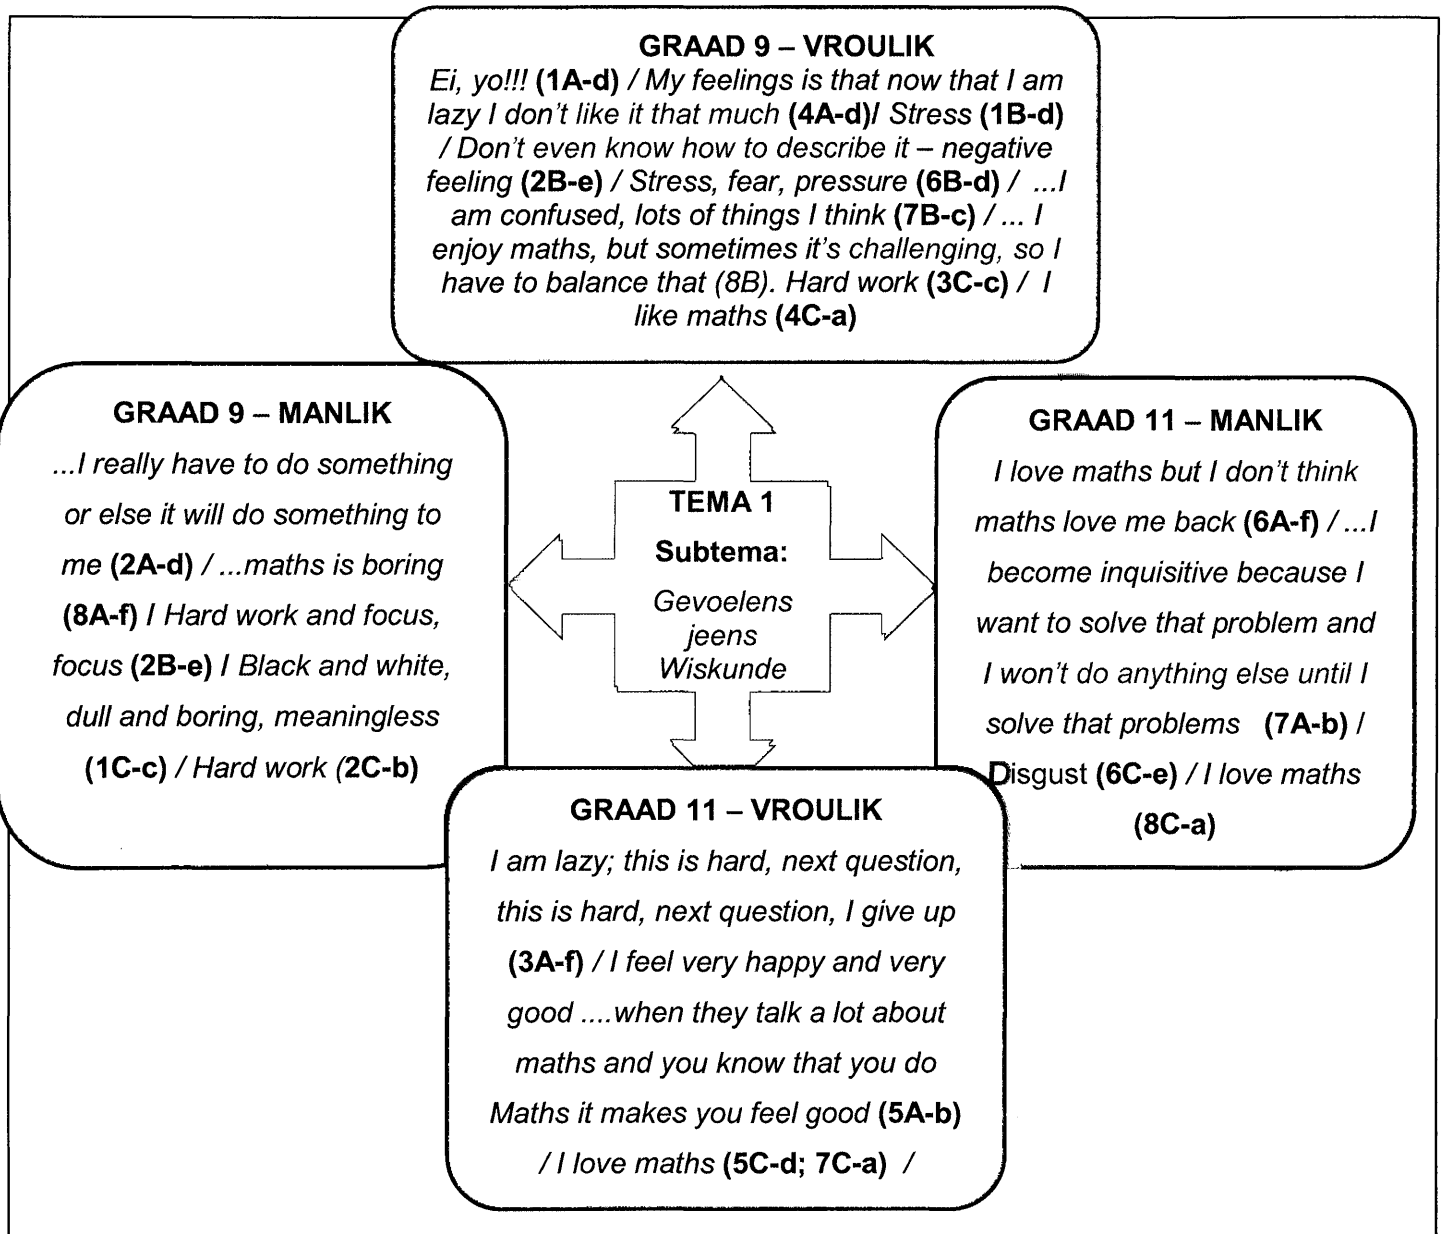 GRAAD 9 – VROULIK
Ei, yo!!! (1A-d) / My feelings is that now that I am
lazy I don't like it that much (4A-d)/ Stress (1B-d)
/ Don't even know how to describe it – negative
feeling (2B-e) / Stress, fear, pressure (6B-d) / ...I
am confused, lots of things I think (7B-c) / ... I
enjoy maths, but sometimes it's challenging, so I
have to balance that (8B). Hard work (3C-c) / I
like maths (4C-a)
GRAAD 9 – MANLIK
...I really have to do something
or else it will do something to
me (2A-d) / ...maths is boring
(8A-f) / Hard work and focus,
focus (2B-e) / Black and white,
dull and boring, meaningless
(1C-c) / Hard work (2C-b)
TEMA 1
Subtema:
Gevoelens
jeens
Wiskunde
GRAAD 11 – MANLIK
I love maths but I don't think
maths love me back (6A-f) / ...I
become inquisitive because I
want to solve that problem and
I won't do anything else until I
solve that problems (7A-b) /
Disgust (6C-e) / I love maths
(8C-a)
GRAAD 11 – VROULIK
I am lazy; this is hard, next question,
this is hard, next question, I give up
(3A-f) / I feel very happy and very
good ....when they talk a lot about
maths and you know that you do
Maths it makes you feel good (5A-b)
/ I love maths (5C-d; 7C-a) /